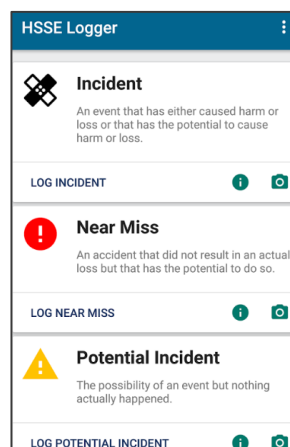 HSSE Logger
Incident
An event that has either caused harm or
loss or that has the potential to cause
harm or loss.
LOG INCIDENT
Near Miss
An accident that did not result in an actual
loss but that has the potential to do so.
LOG NEAR MISS
Potential Incident
The possibility of an event but nothing
actually happened.
LOG POTENTIAL INCIDENT